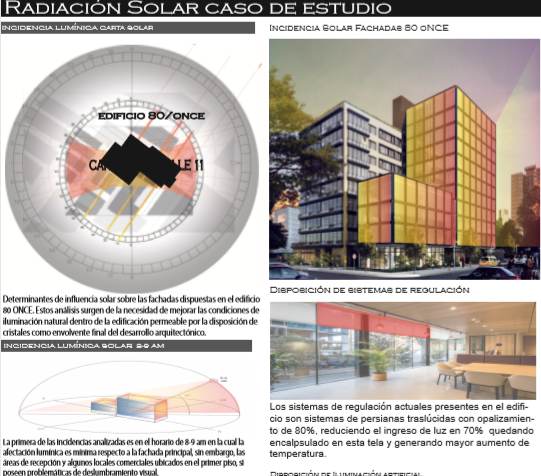 Radiación Solar caso de estudio
Incidencia lumínica carta solar
edificio 80/once
LE 11
Determinantes de influencia solar sobre las fachadas dispuestas en el edificio
80 ONCE. Estos análisis surgen de la necesidad de mejorar las condiciones de
iluminación natural dentro de la edificación permeable por la disposición de
cristales como envolvente final del desarrollo arquitectónico.
Incidencia lumínica solar 8-9 am
La primera de las incidencias analizadas es en el horario de 8-9 am en la cual la
afectación lumínica es mínima respecto a la fachada principal, sin embargo, las
áreas de recepción y algunos locales comerciales ubicados en el primer piso, si
poseen problemáticas de deslumbramiento visual.
Incidencia Solar Fachadas 80 once
Disposición de sistemas de regulación
Los sistemas de regulación actuales presentes en el edifi-
cio son sistemas de persianas traslúcidas con opalizamien-
to de 80%, reduciendo el ingreso de luz en 70% quedando
encalpsulado en esta tela y generando mayor aumento de
temperatura.
Disposición de iluminación artificial